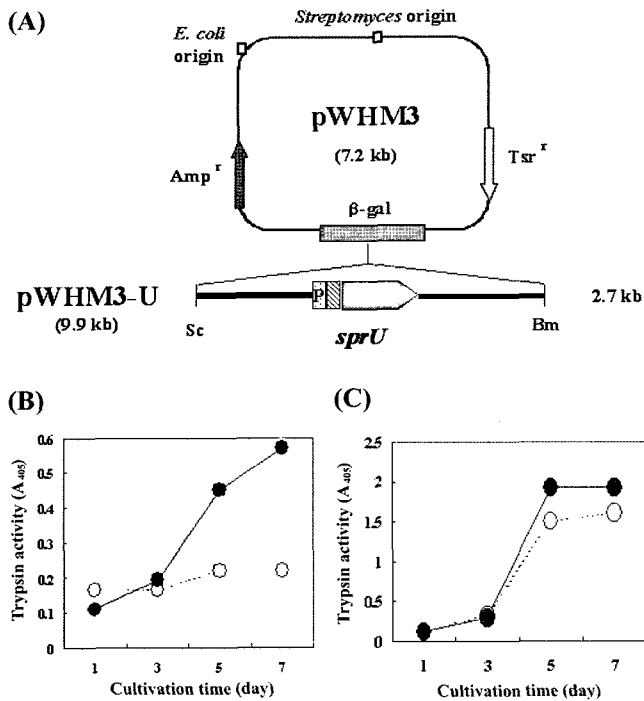 (A)
Streptomyces origin
E. coli
origin
pWHM3
(7.2 kb)
Amp r
Tsr r
β-gal
pWHM3-U
(9.9 kb)
P
2.7 kb
Sc
sprU
Bm
(B)
(C)
Trypsin activity (A405)
0.6
0.5
0.4
0.3
0.2
0.1
0
1 3 5 7
Cultivation time (day)
Trypsin activity (A405)
2.5
2
1.5
1
0.5
0
1 3 5 7
Cultivation time (day)